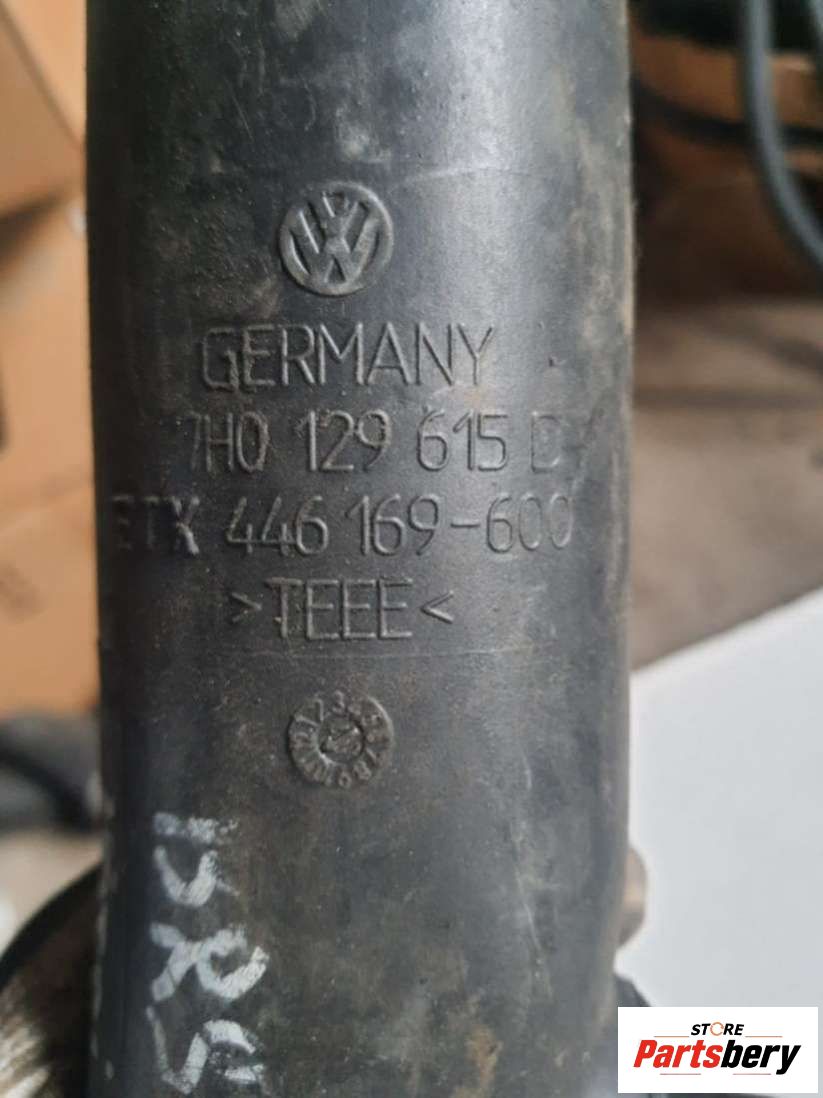 GERMANY
7H0 129 615 D
ETX 446 169-600
>TEEE<
STORE
Partsbery